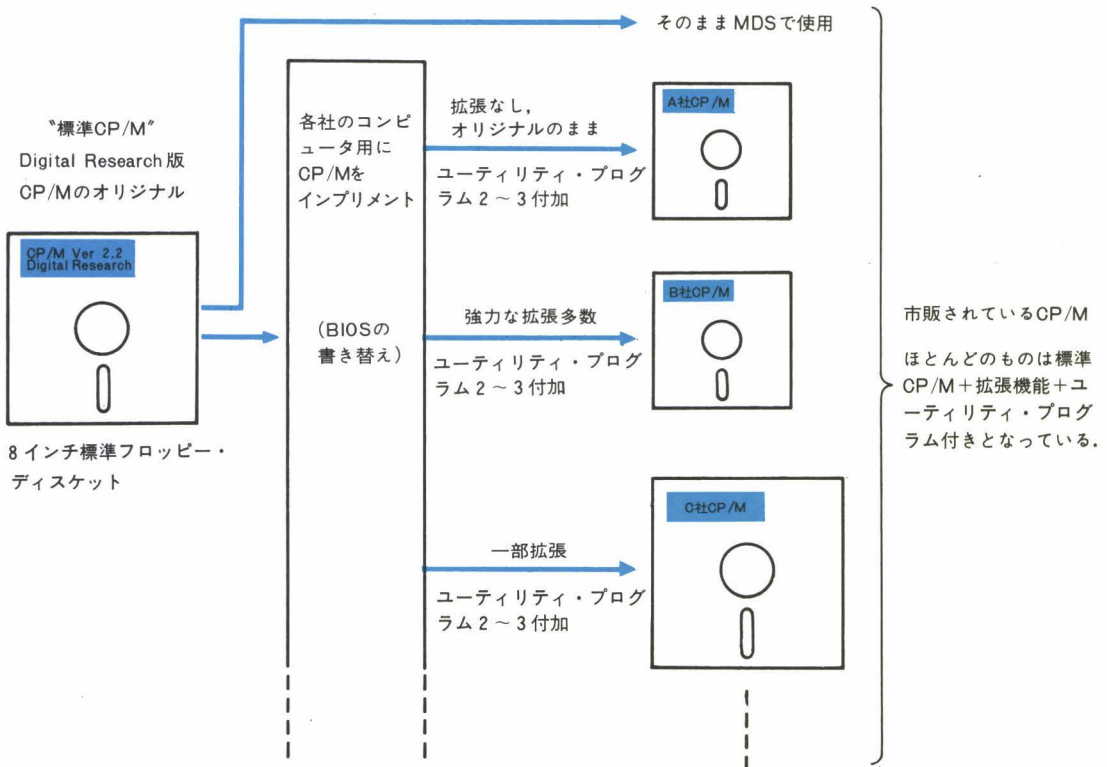 そのままMDSで使用
〝標準CP/M〟
Digital Research版
CP/Mのオリジナル
CP/M Ver 2.2
Digital Research
8インチ標準フロッピー・
ディスケット
各社のコンピ
ュータ用に
CP/Mを
インプリメント
(BIOSの
書き替え)
拡張なし,
オリジナルのまま
ユーティリティ・プログ
ラム2〜3付加
A社CP/M
強力な拡張多数
ユーティリティ・プログ
ラム2〜3付加
B社CP/M
一部拡張
ユーティリティ・プログ
ラム2〜3付加
C社CP/M
市販されているCP/M
ほとんどのものは標準
CP/M+拡張機能+ユ
ーティリティ・プログ
ラム付きとなっている.